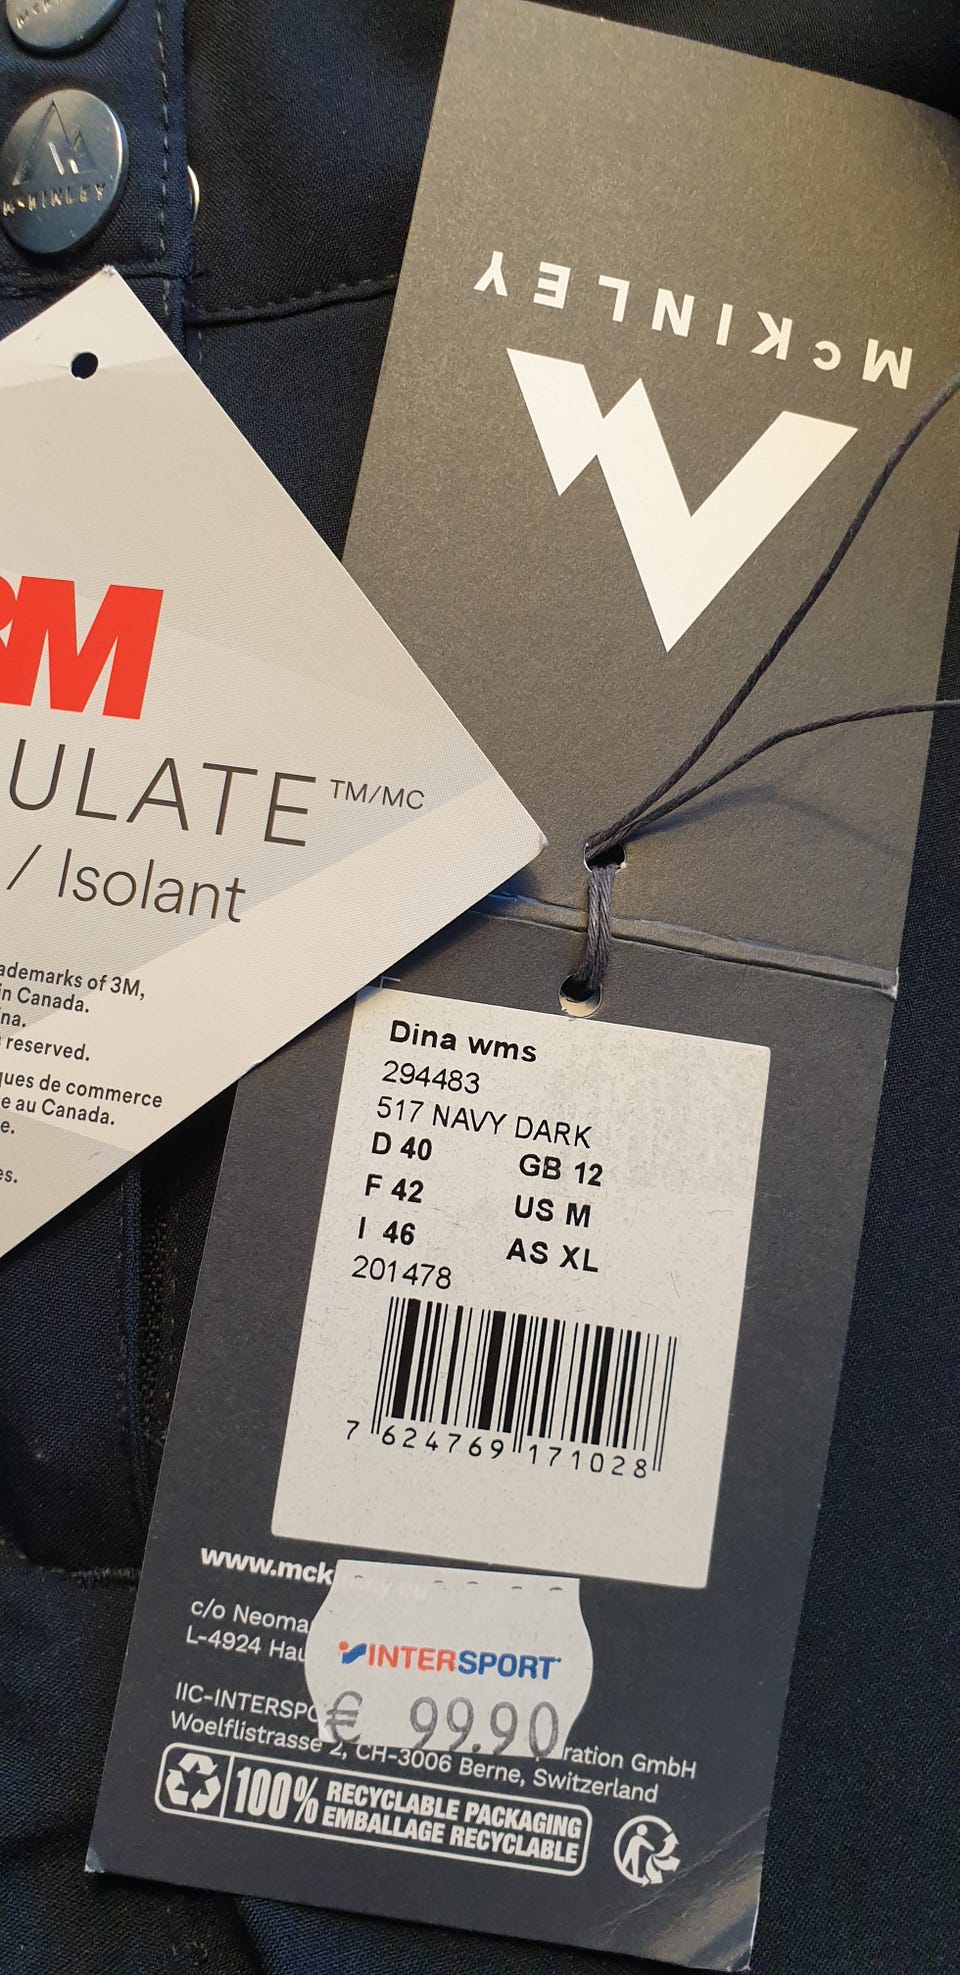 McKINLEY
McKINLEY
3M
ULATE™/MC
/ Isolant
ademarks of 3M,
in Canada.
na.
reserved.
ques de commerce
e au Canada.
e.
es.
Dina wms
294483
517 NAVY DARK
D 40 GB 12
F 42 US M
I 46 AS XL
201478
7 624769 171028
www.mckinley.eu
c/o Neoma
L-4924 Hau
INTERSPORT
€ 99.90
IIC-INTERSPO ration GmbH
Woelflistrasse 2, CH-3006 Berne, Switzerland
100% RECYCLABLE PACKAGING
EMBALLAGE RECYCLABLE